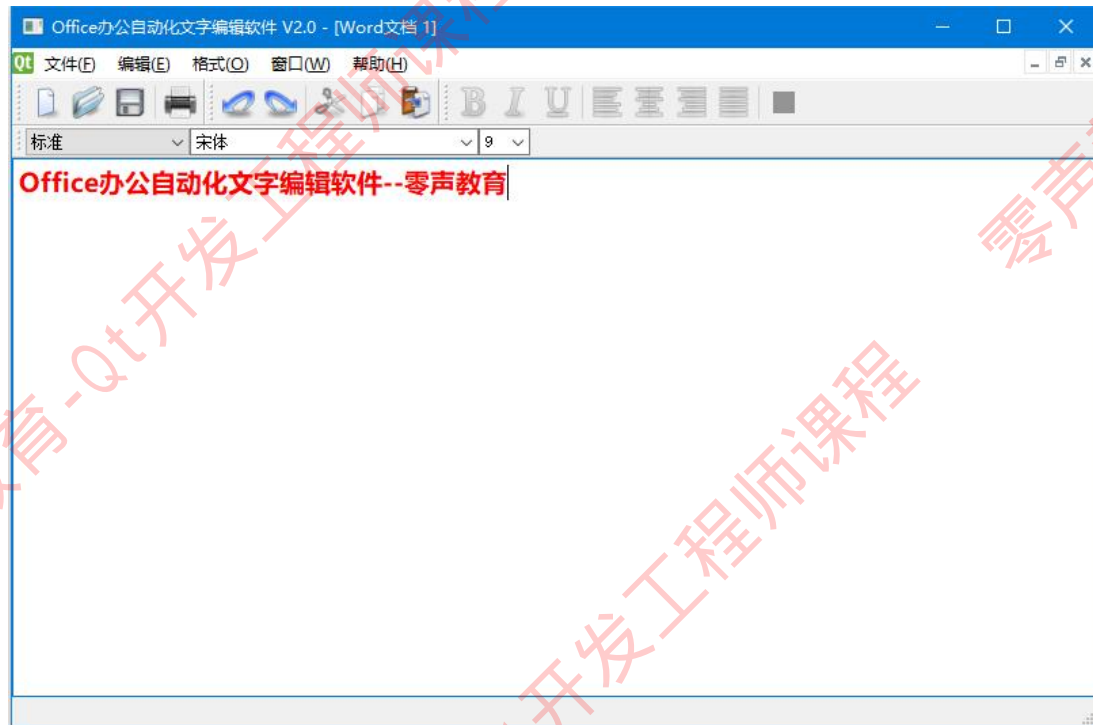 Office办公自动化文字编辑软件 V2.0 - [Word文档 1]
Qt 文件(F) 编辑(E) 格式(O) 窗口(W) 帮助(H)
B I U
标准 宋体 9
Office办公自动化文字编辑软件--零声教育
零声
育-Qt开发工程师课程
开发工程师课程